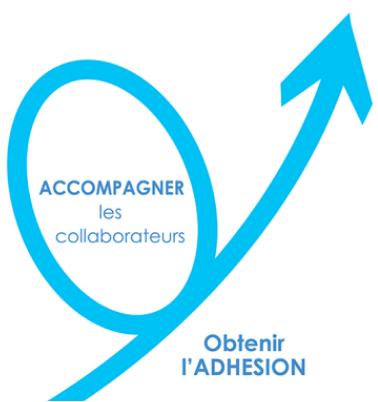 ACCOMPAGNER
les
collaborateurs
Obtenir
l'ADHESION